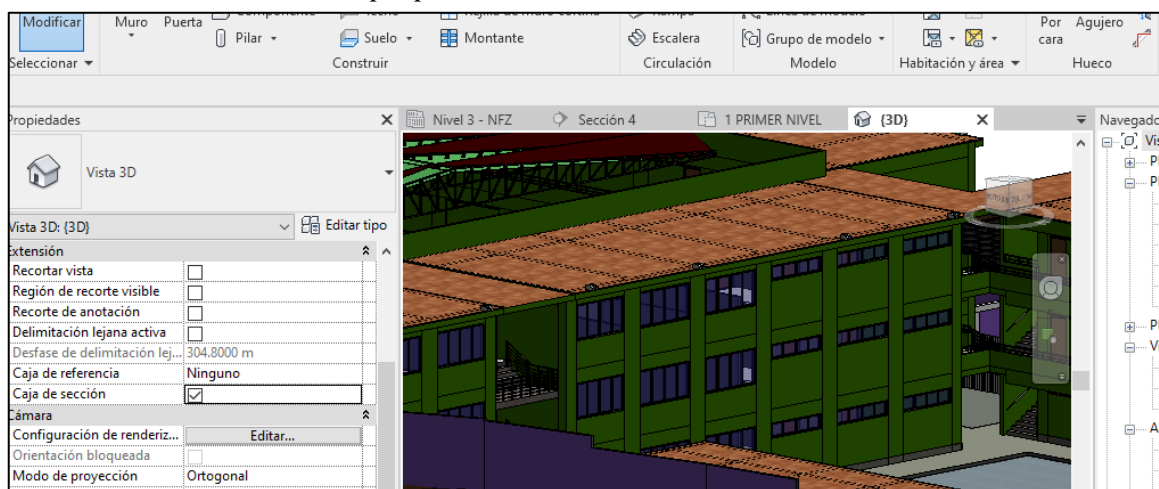 Modificar
Muro
Puerta
Pilar
Suelo
Montante
Escalera
Grupo de modelo
Por cara
Agujero
Seleccionar
Construir
Circulación
Modelo
Habitación y área
Hueco
Propiedades
Nivel 3 - NFZ
Sección 4
1 PRIMER NIVEL
{3D}
Navegado
Vista 3D
Vista 3D: {3D}
Editar tipo
Extensión
Recortar vista
Región de recorte visible
Recorte de anotación
Delimitación lejana activa
Desfase de delimitación lej... 304.8000 m
Caja de referencia Ninguno
Caja de sección
Cámara
Configuración de renderiz... Editar...
Orientación bloqueada
Modo de proyección Ortogonal